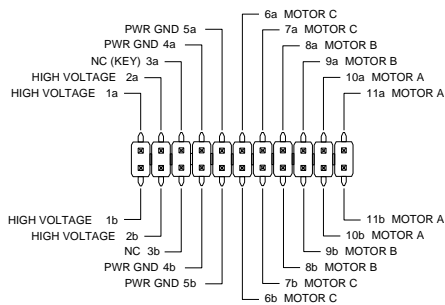 6a MOTOR C
PWR GND 5a
7a MOTOR C
PWR GND 4a
8a MOTOR B
NC (KEY) 3a
9a MOTOR B
HIGH VOLTAGE 2a
10a MOTOR A
HIGH VOLTAGE 1a
11a MOTOR A
HIGH VOLTAGE 1b
11b MOTOR A
HIGH VOLTAGE 2b
10b MOTOR A
NC 3b
9b MOTOR B
PWR GND 4b
8b MOTOR B
PWR GND 5b
7b MOTOR C
6b MOTOR C